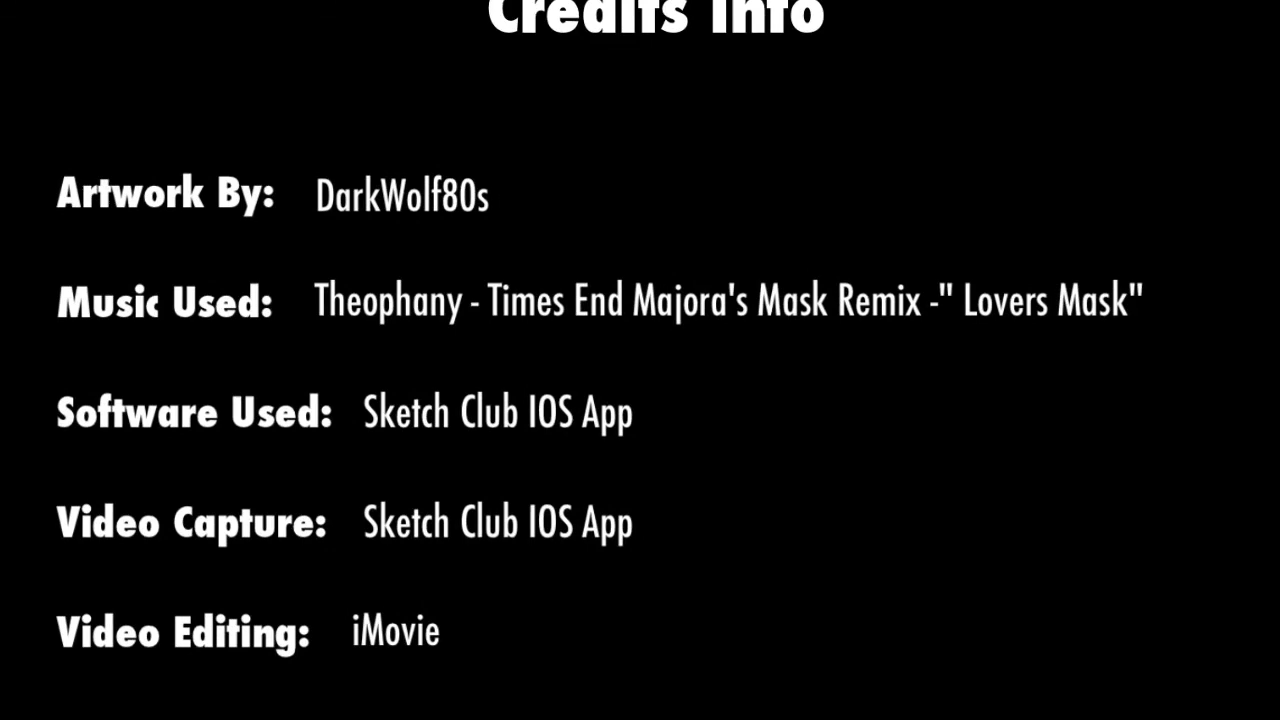 Credits Info
Artwork By: DarkWolf80s
Music Used: Theophany - Times End Majora's Mask Remix -" Lovers Mask"
Software Used: Sketch Club IOS App
Video Capture: Sketch Club IOS App
Video Editing: iMovie